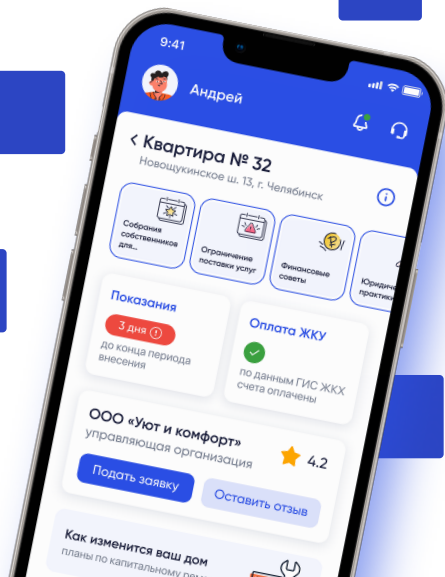 9:41
Андрей
Квартира № 32
Новощукинское ш. 13, г. Челябинск
Собрания
собственников
для...
Ограничение
поставки услуг
Финансовые
советы
практики
Показания
3 дня
до конца периода
внесения
Оплата ЖКУ
по данным ГИС ЖКХ
счета оплачены
ООО «Уют и комфорт»
управляющая организация
4.2
Подать заявку
Оставить отзыв
Как изменится ваш дом
планы по капитальному